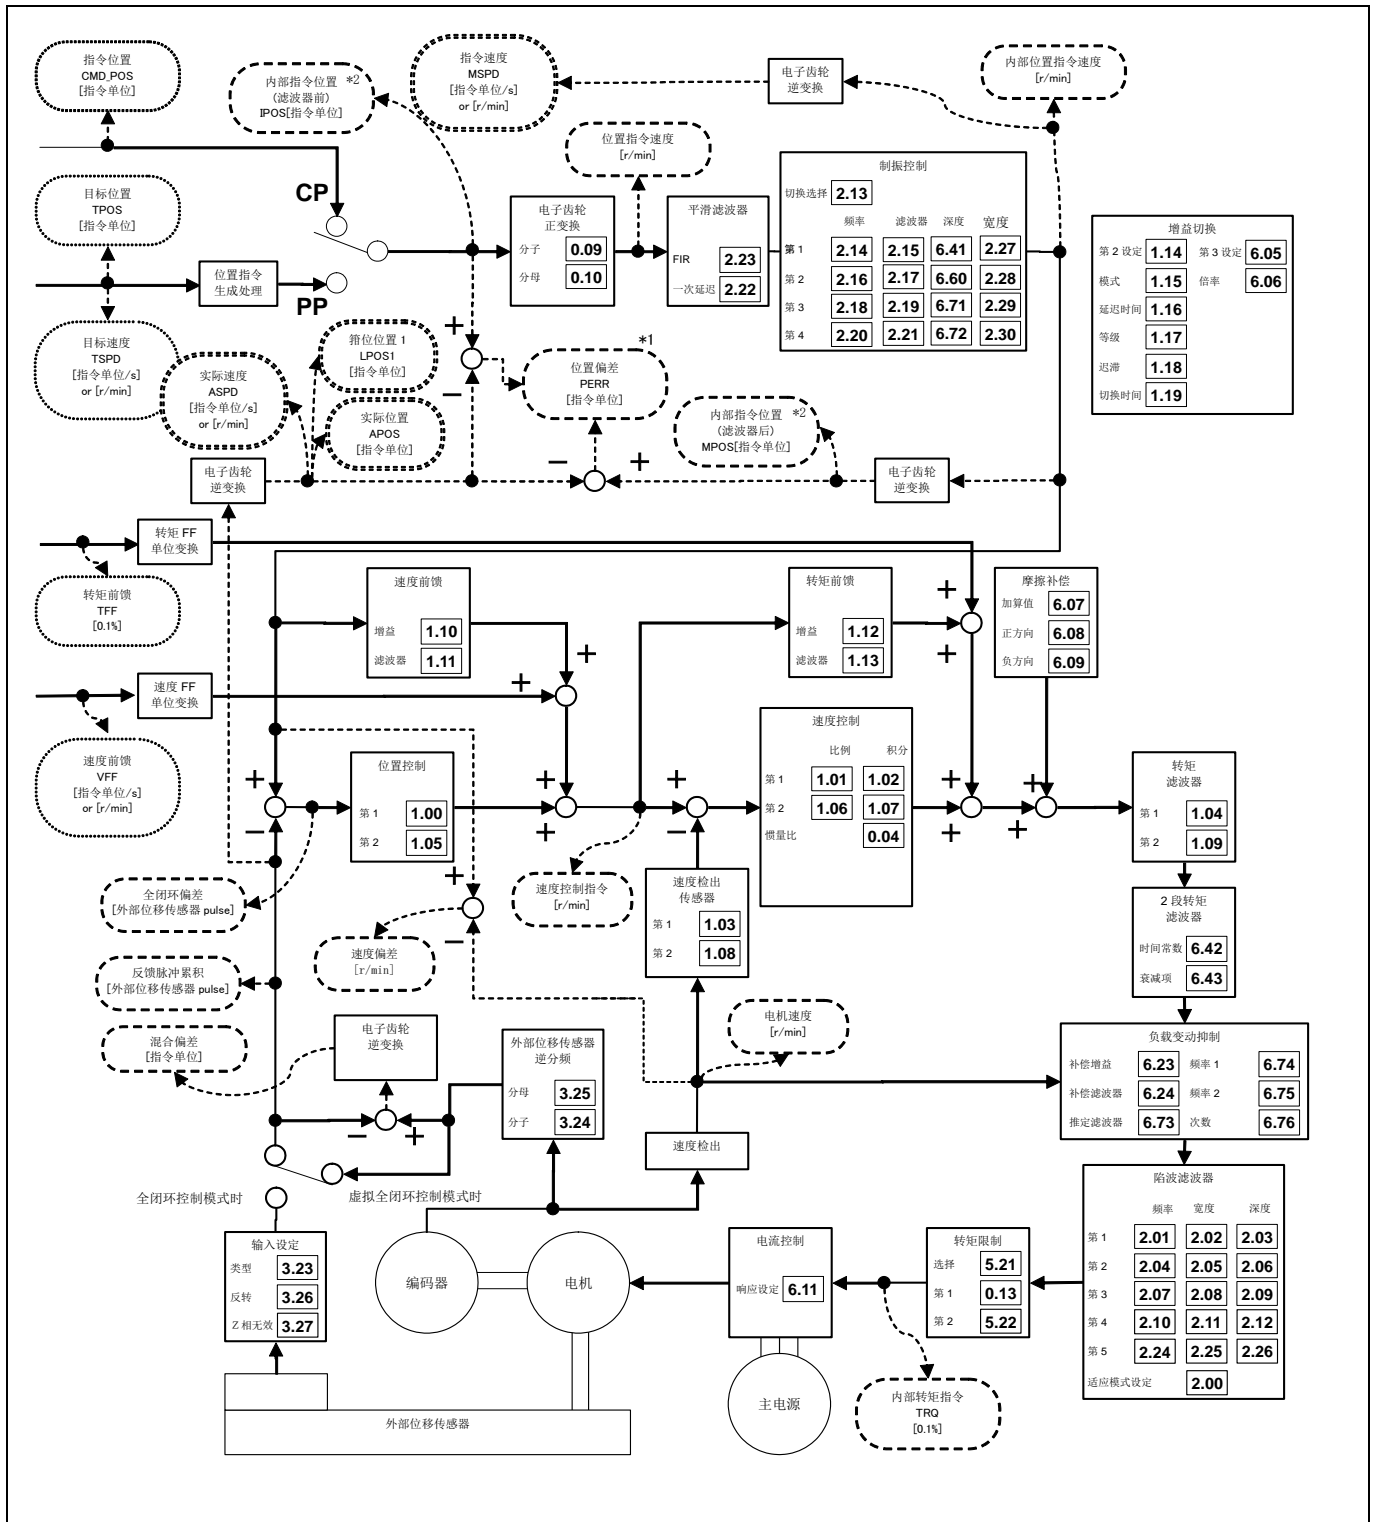 指令位置
CMD_POS
[指令单位]
内部指令位置 *2
(滤波器前)
IPOS[指令单位]
指令速度
MSPD
[指令单位/s]
or [r/min]
电子齿轮
逆变换
内部位置指令速度
[r/min]
位置指令速度
[r/min]
目标位置
TPOS
[指令单位]
CP
位置指令
生成处理
PP
电子齿轮
正变换
分子 0.09
分母 0.10
平滑滤波器
FIR 2.23
一次延迟 2.22
制振控制
切换选择 2.13
频率 滤波器 深度 宽度
第 1 2.14 2.15 6.41 2.27
第 2 2.16 2.17 6.60 2.28
第 3 2.18 2.19 6.71 2.29
第 4 2.20 2.21 6.72 2.30
增益切换
第 2 设定 1.14 第 3 设定 6.05
模式 1.15 倍率 6.06
延迟时间 1.16
等级 1.17
迟滞 1.18
切换时间 1.19
目标速度
TSPD
[指令单位/s]
or [r/min]
实际速度
ASPD
[指令单位/s]
or [r/min]
箝位位置 1
LPOS1
[指令单位]
实际位置
APOS
[指令单位]
+
−
*1
位置偏差
PERR
[指令单位]
内部指令位置 *2
(滤波器后)
MPOS[指令单位]
− +
电子齿轮
逆变换
电子齿轮
逆变换
转矩 FF
单位变换
转矩前馈
TFF
[0.1%]
速度前馈
增益 1.10
滤波器 1.11
+
+
转矩前馈
增益 1.12
滤波器 1.13
+
+
摩擦补偿
加算值 6.07
正方向 6.08
负方向 6.09
速度 FF
单位变换
速度前馈
VFF
[指令单位/s]
or [r/min]
+
−
位置控制
第 1 1.00
第 2 1.05
+
+
+
−
速度控制
比例 积分
第 1 1.01 1.02
第 2 1.06 1.07
惯量比 0.04
+
+
+
+
转矩
滤波器
第 1 1.04
第 2 1.09
全闭环偏差
[外部位移传感器 pulse]
+
−
速度偏差
[r/min]
速度控制指令
[r/min]
速度检出
传感器
第 1 1.03
第 2 1.08
2 段转矩
滤波器
时间常数 6.42
衰减项 6.43
反馈脉冲累积
[外部位移传感器 pulse]
混合偏差
[指令单位]
电子齿轮
逆变换
− +
外部位移传感器
逆分频
分母 3.25
分子 3.24
电机速度
[r/min]
速度检出
负载变动抑制
补偿增益 6.23 频率 1 6.74
补偿滤波器 6.24 频率 2 6.75
推定滤波器 6.73 次数 6.76
全闭环控制模式时
虚拟全闭环控制模式时
输入设定
类型 3.23
反转 3.26
Z 相无效 3.27
编码器
电机
电流控制
响应设定 6.11
主电源
转矩限制
选择 5.21
第 1 0.13
第 2 5.22
陷波滤波器
频率 宽度 深度
第 1 2.01 2.02 2.03
第 2 2.04 2.05 2.06
第 3 2.07 2.08 2.09
第 4 2.10 2.11 2.12
第 5 2.24 2.25 2.26
适应模式设定 2.00
内部转矩指令
TRQ
[0.1%]
外部位移传感器